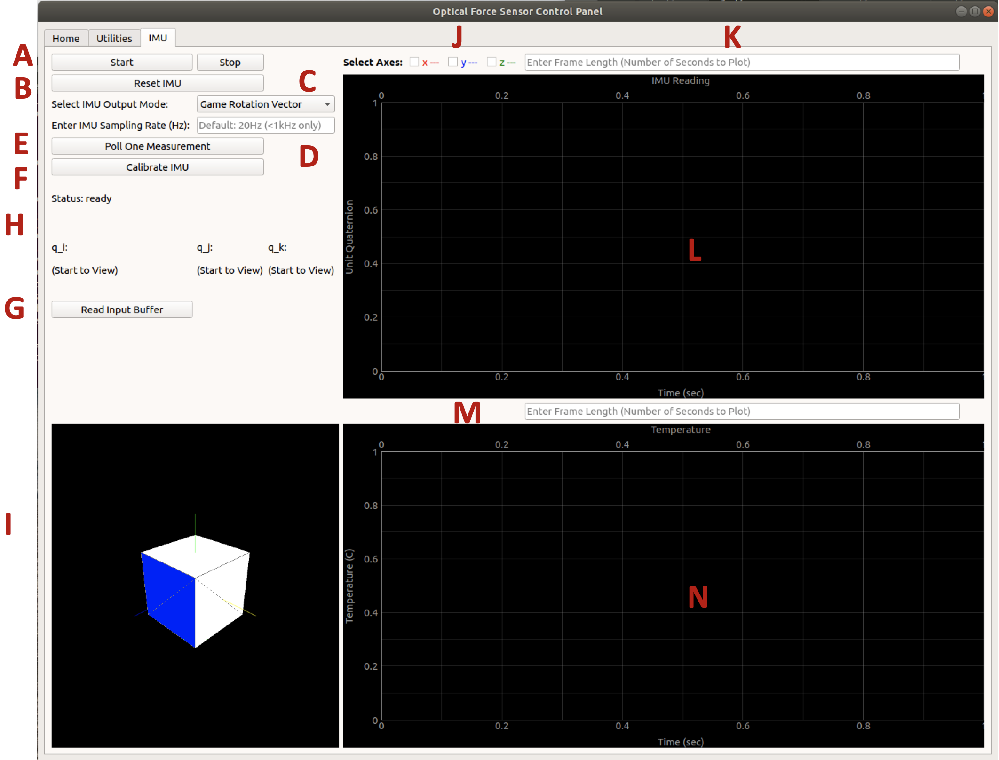 Optical Force Sensor Control Panel
Home Utilities IMU
J K
A Start Stop
Select Axes: x --- y --- z --- Enter Frame Length (Number of Seconds to Plot)
B Reset IMU C
Select IMU Output Mode: Game Rotation Vector
Enter IMU Sampling Rate (Hz): Default: 20Hz (<1kHz only)
E Poll One Measurement D
F Calibrate IMU
Status: ready
H
q_i: q_j: q_k:
(Start to View) (Start to View) (Start to View)
G Read Input Buffer
IMU Reading
0 0.2 0.4 0.6 0.8 1
1
0.8
0.6
0.4
0.2
0
Unit Quaternion
L
0 0.2 0.4 0.6 0.8 1
Time (sec)
M Enter Frame Length (Number of Seconds to Plot)
I
Temperature
0 0.2 0.4 0.6 0.8 1
1
0.8
0.6
0.4
0.2
0
Temperature (C)
N
0 0.2 0.4 0.6 0.8 1
Time (sec)